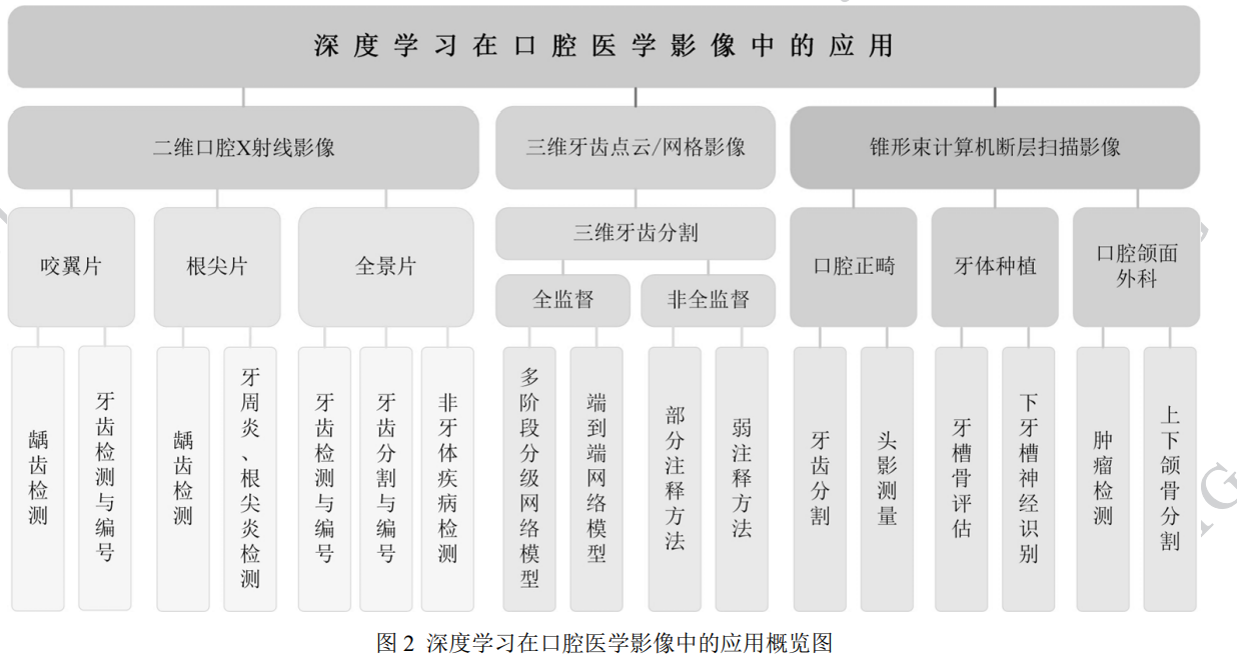 深度学习在口腔医学影像中的应用
二维口腔X射线影像
三维牙齿点云/网格影像
锥形束计算机断层扫描影像
咬翼片
根尖片
全景片
三维牙齿分割
全监督
非全监督
口腔正畸
牙体种植
口腔颌面
外科
龋齿检测
牙齿检测与编号
龋齿检测
牙周炎、根尖炎检测
牙齿检测与编号
牙齿分割与编号
非牙体疾病检测
多阶段分级网络模型
端到端网络模型
部分注释方法
弱注释方法
牙齿分割
头影测量
牙槽骨评估
下牙槽神经识别
肿瘤检测
上下颌骨分割
图 2 深度学习在口腔医学影像中的应用概览图